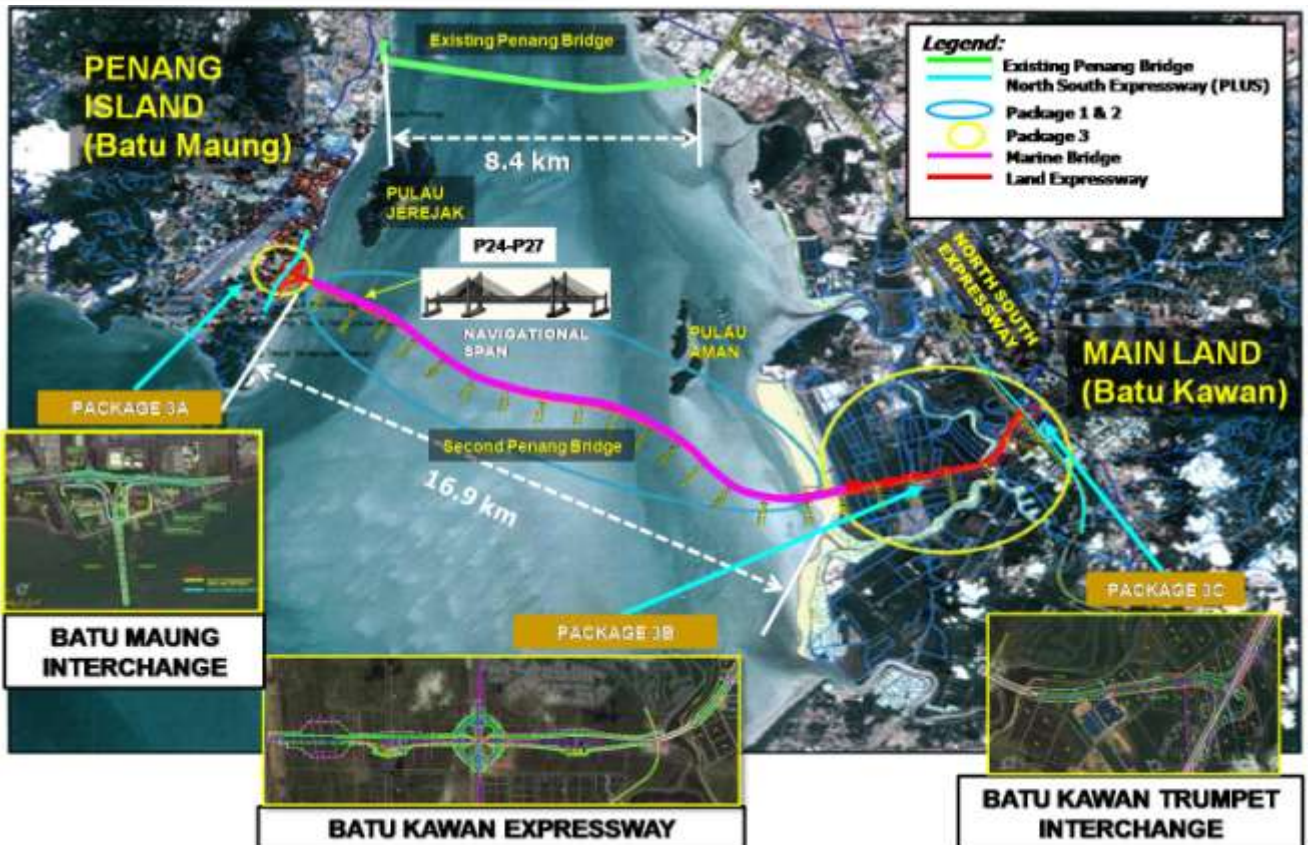 Existing Penang Bridge
PENANG
ISLAND
(Batu Maung)
8.4 km
PULAU
JEREJAK
Legend:
Existing Penang Bridge
North South Expressway (PLUS)
Package 1 & 2
Package 3
Marine Bridge
Land Expressway
P24-P27
NAVIGATIONAL
SPAN
PULAU
AMAN
NORTH SOUTH
EXPRESSWAY
MAIN LAND
(Batu Kawan)
PACKAGE 3A
Second Penang Bridge
16.9 km
BATU MAUNG
INTERCHANGE
PACKAGE 3B
BATU KAWAN EXPRESSWAY
PACKAGE 3C
BATU KAWAN TRUMPET
INTERCHANGE